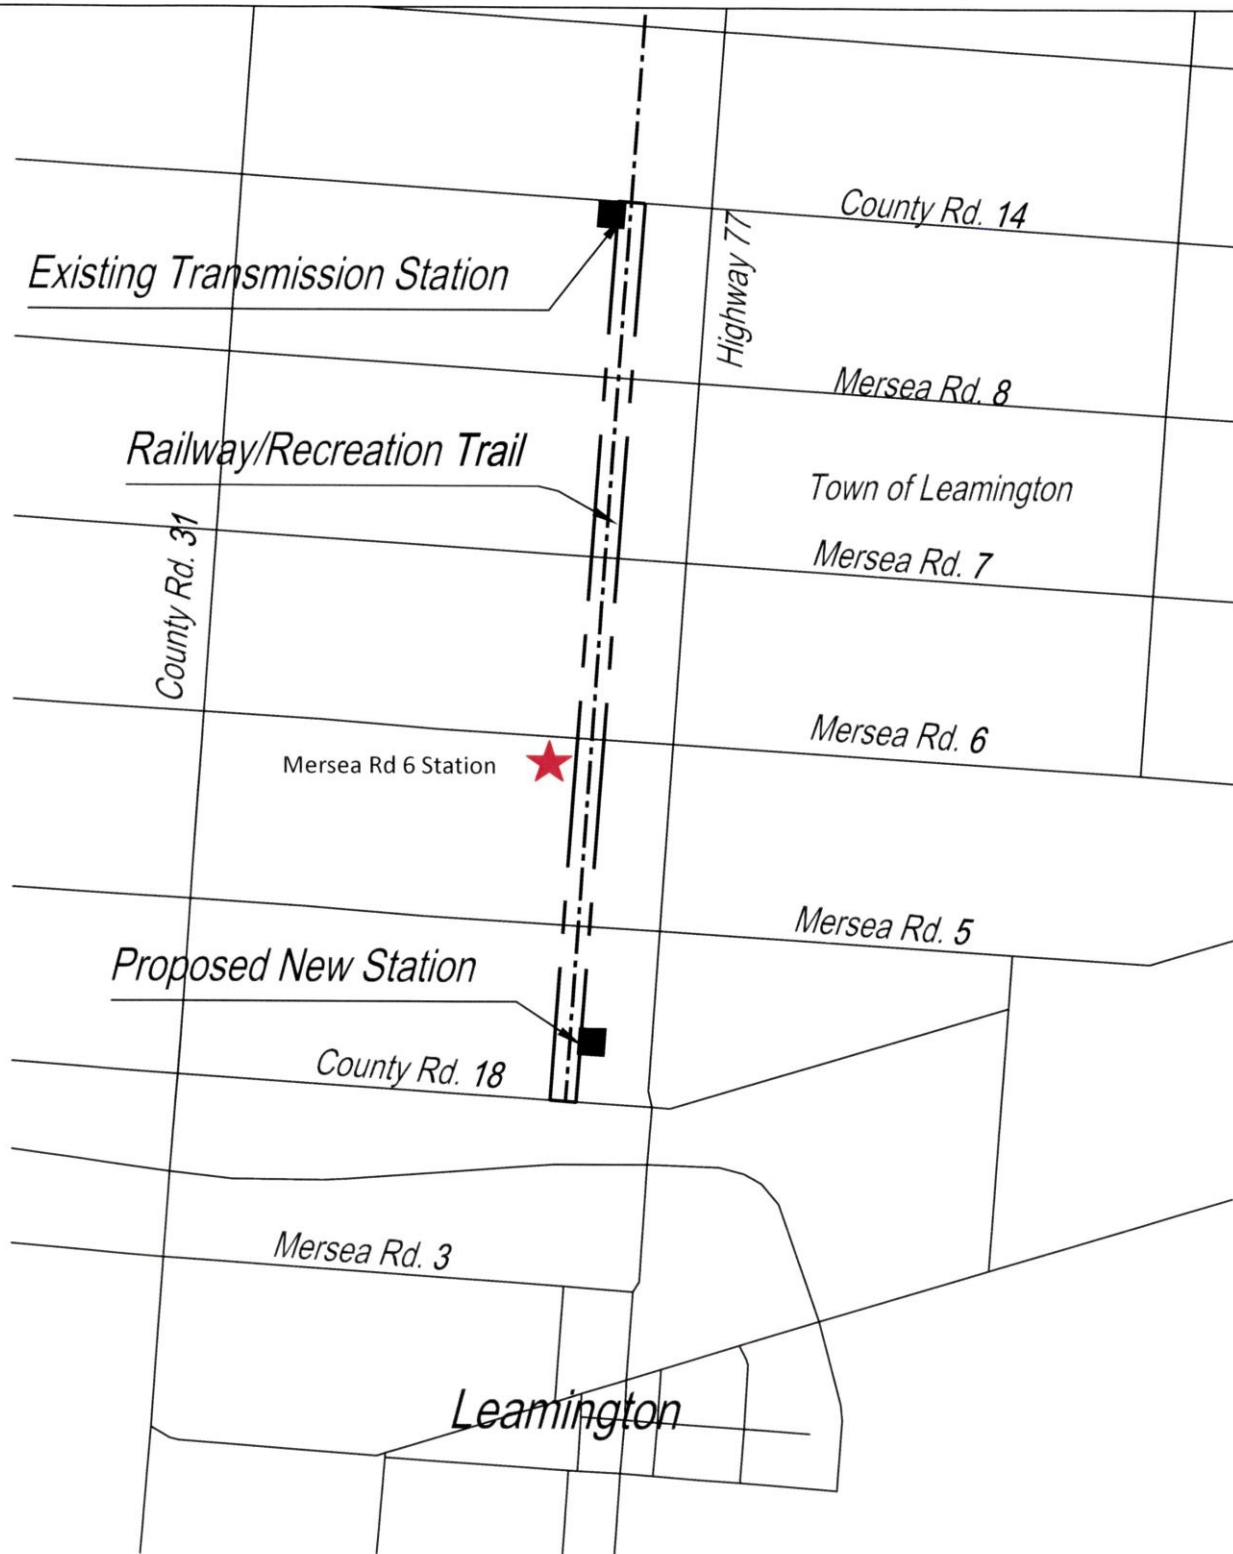 County Rd. 14
Existing Transmission Station
Highway 77
Mersea Rd. 8
Railway/Recreation Trail
Town of Leamington
County Rd. 31
Mersea Rd. 7
Mersea Rd. 6
Mersea Rd 6 Station
Mersea Rd. 5
Proposed New Station
County Rd. 18
Mersea Rd. 3
Leamington